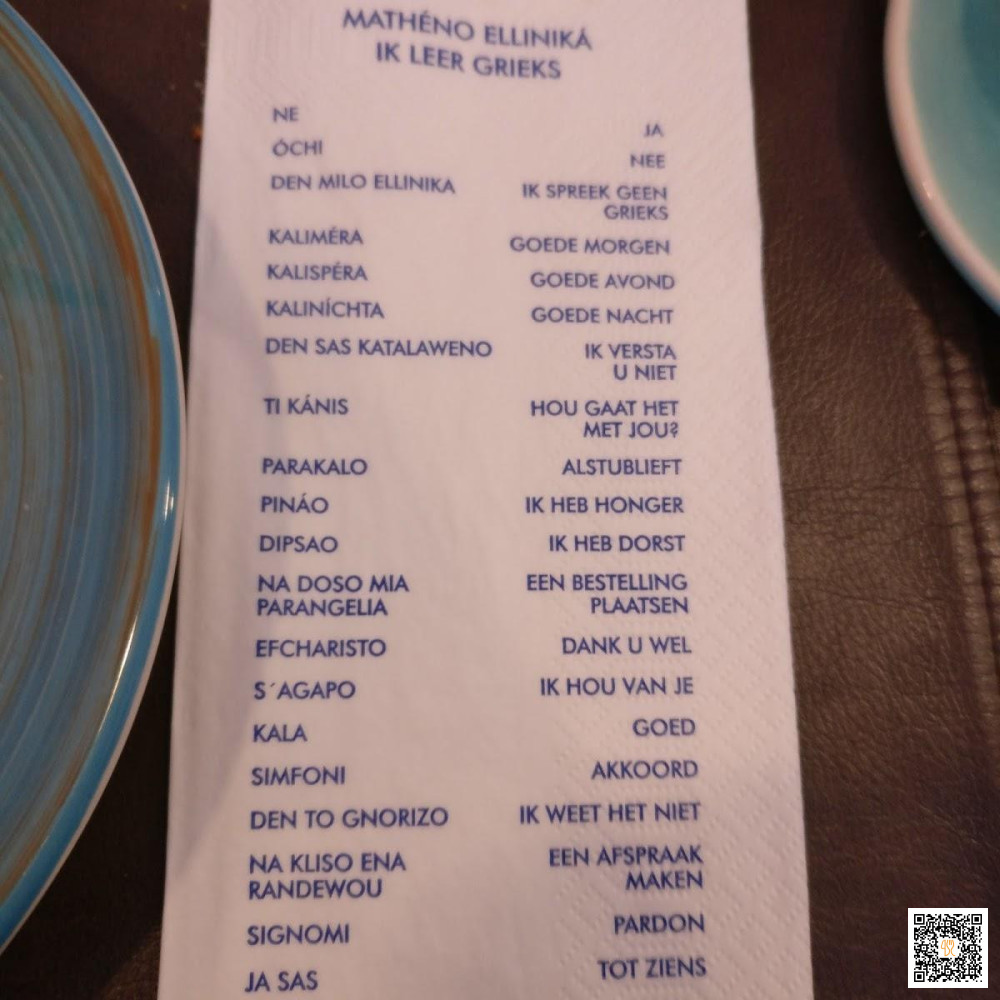 MATHÉNO ELLINIKÁ
IK LEER GRIEKS
NE JA
ÓCHI NEE
DEN MILO ELLINIKA IK SPREEK GEEN
GRIEKS
KALIMÉRA GOEDE MORGEN
KALISPÉRA GOEDE AVOND
KALINÍCHTA GOEDE NACHT
DEN SAS KATALAWENO IK VERSTA
U NIET
TI KÁNIS HOU GAAT HET
MET JOU?
PARAKALO ALSTUBLIEFT
PINÁO IK HEB HONGER
DIPSAO IK HEB DORST
NA DOSO MIA EEN BESTELLING
PARANGELIA PLAATSEN
EFCHARISTO DANK U WEL
S´AGAPO IK HOU VAN JE
KALA GOED
SIMFONI AKKOORD
DEN TO GNORIZO IK WEET HET NIET
NA KLISO ENA EEN AFSPRAAK
RANDEWOU MAKEN
SIGNOMI PARDON
JA SAS TOT ZIENS